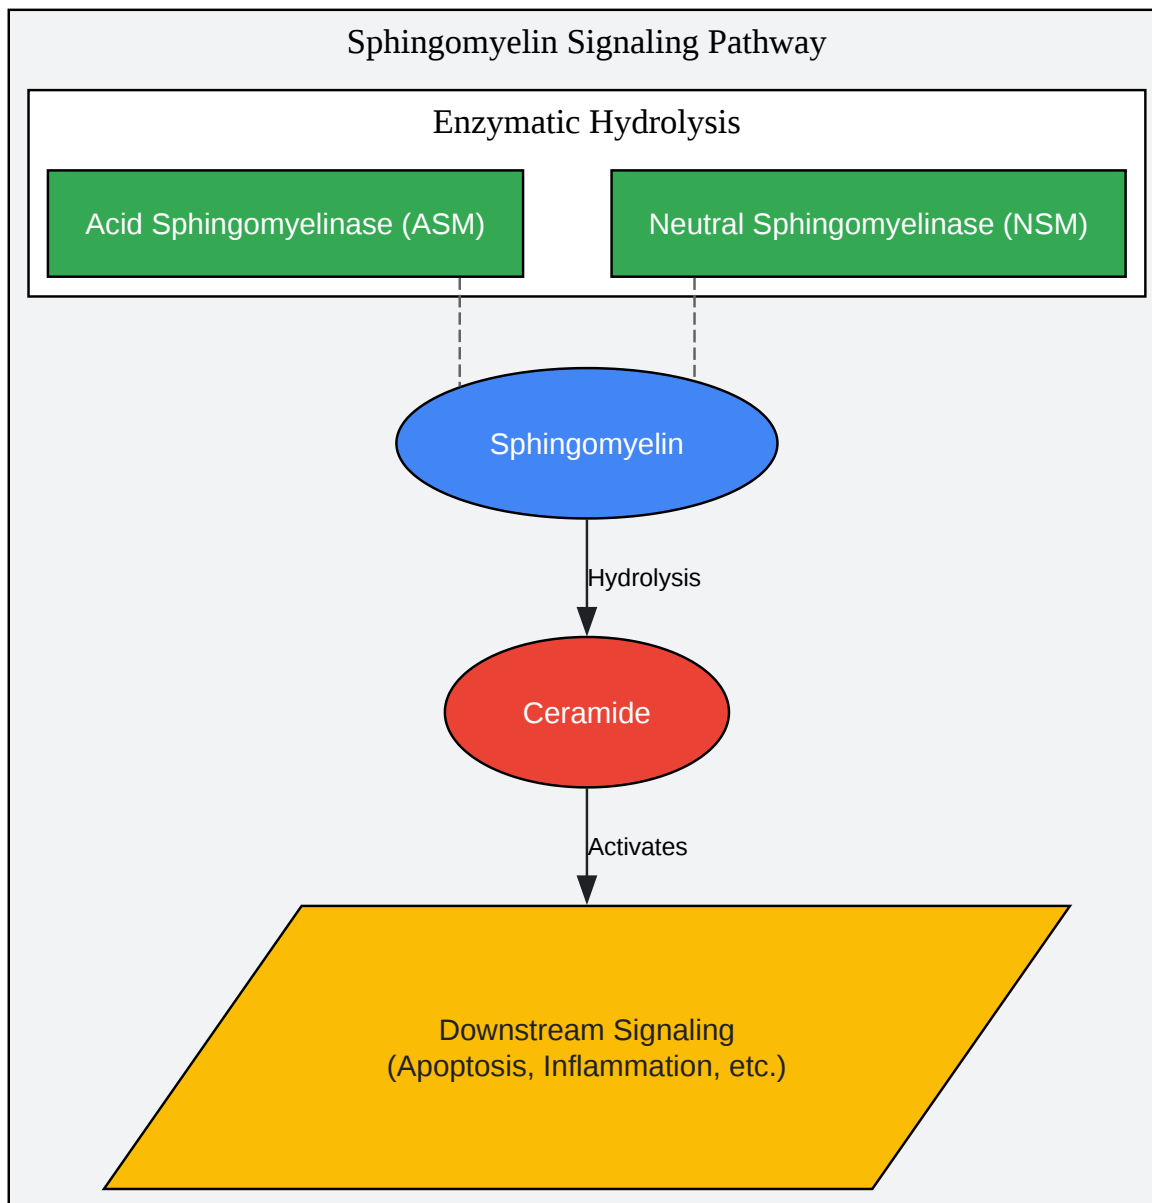 Sphingomyelin Signaling Pathway
Enzymatic Hydrolysis
Acid Sphingomyelinase (ASM)
Neutral Sphingomyelinase (NSM)
Sphingomyelin
Hydrolysis
Ceramide
Activates
Downstream Signaling
(Apoptosis, Inflammation, etc.)